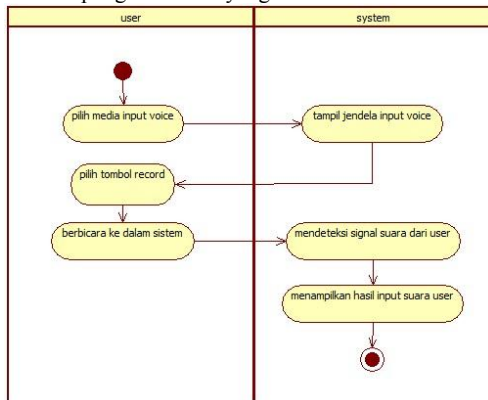 user
system
pilih media input voice
tampil jendela input voice
pilih tombol record
berbicara ke dalam sistem
mendeteksi signal suara dari user
menampilkan hasil input suara user